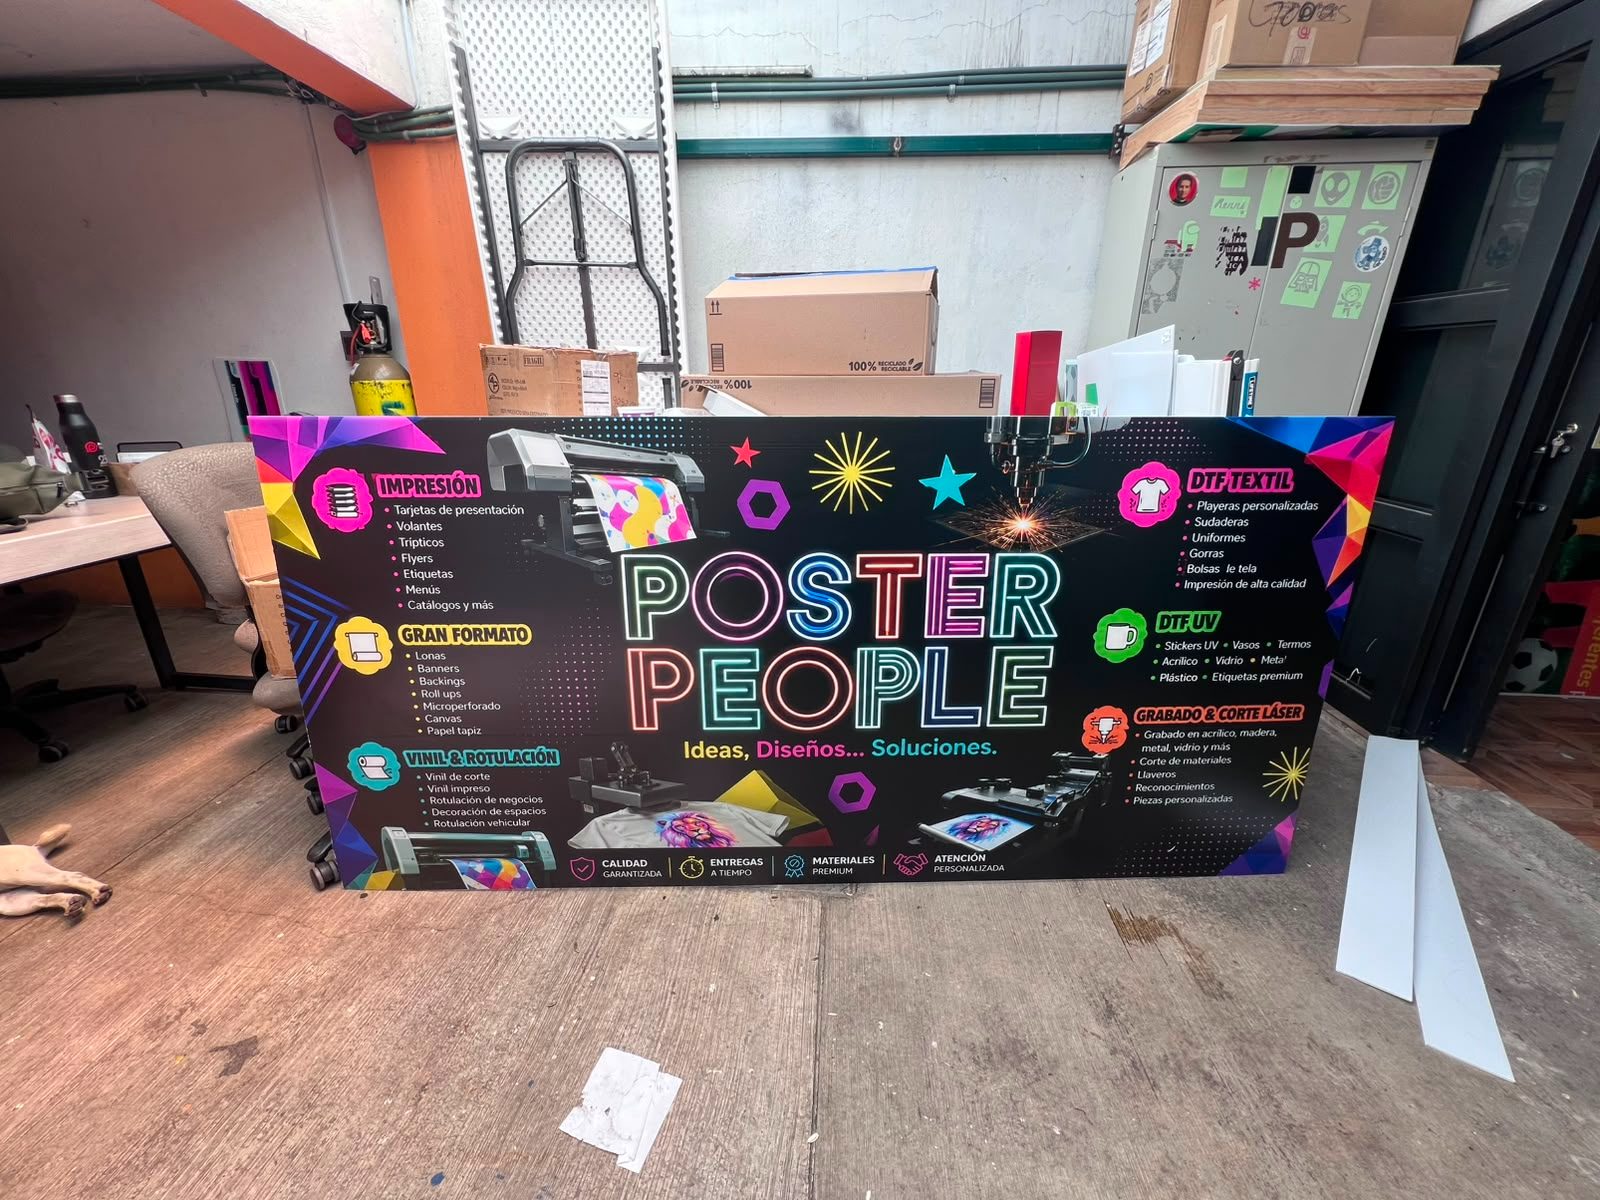 FRAGIL
100% RECICLADO
RECICLABLE
100%
P
IMPRESIÓN
Tarjetas de presentación
Volantes
Trípticos
Flyers
Etiquetas
Menús
Catálogos y más
GRAN FORMATO
Lonas
Banners
Backings
Roll ups
Microperforado
Canvas
Papel tapiz
VINIL & ROTULACIÓN
Vinil de corte
Vinil impreso
Rotulación de negocios
Decoración de espacios
Rotulación vehicular
POSTER
PEOPLE
Ideas, Diseños... Soluciones.
DTF TEXTIL
Playeras personalizadas
Sudaderas
Uniformes
Gorras
Bolsas le tela
Impresión de alta calidad
DTF UV
Stickers UV • Vasos • Termos
Acrílico • Vidrio • Metal
Plástico • Etiquetas premium
GRABADO & CORTE LÁSER
Grabado en acrílico, madera,
metal, vidrio y más
Corte de materiales
Llaveros
Reconocimientos
Piezas personalizadas
CALIDAD
GARANTIZADA
ENTREGAS
A TIEMPO
MATERIALES
PREMIUM
ATENCIÓN
PERSONALIZADA